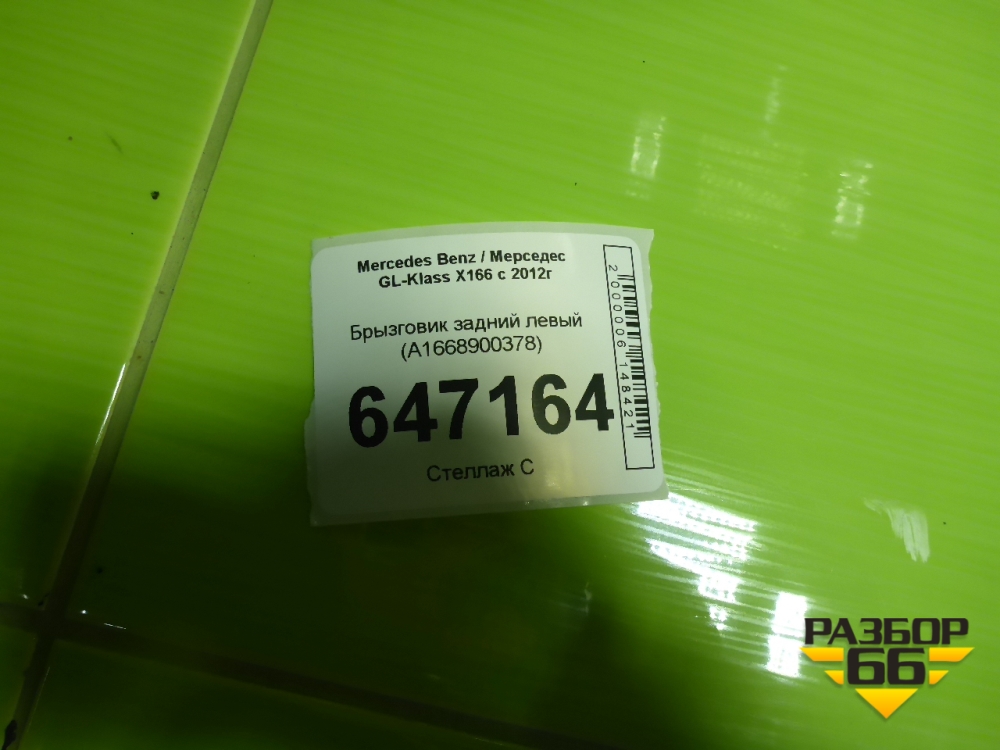 Mercedes Benz / Мерседес
GL-Klass X166 с 2012г
Брызговик задний левый
(A1668900378)
647164
Стеллаж С
2000006148421
РАЗБОР
66